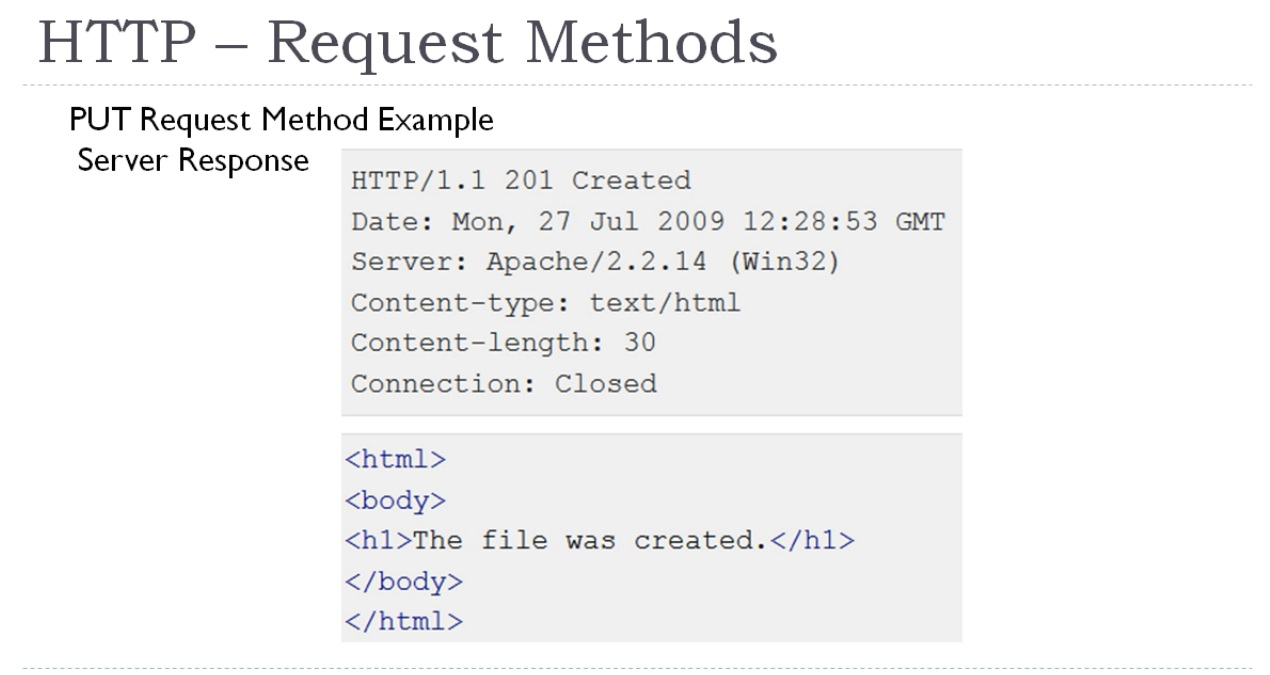 HTTP – Request Methods
PUT Request Method Example
Server Response
HTTP/1.1 201 Created
Date: Mon, 27 Jul 2009 12:28:53 GMT
Server: Apache/2.2.14 (Win32)
Content-type: text/html
Content-length: 30
Connection: Closed
<html>
<body>
<h1>The file was created.</h1>
</body>
</html>